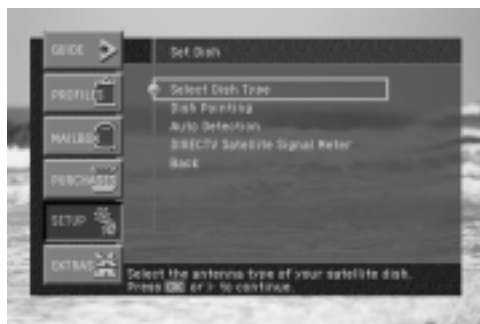 GUIDE
Set Dish
PROFILES
Select Dish Type
Dish Pointing
Auto Detection
MAILBOX
DIRECTV Satellite Signal Meter
Back
PURCHASES
SETUP
EXTRAS
Select the antenna type of your satellite dish.
Press OK or > to continue.